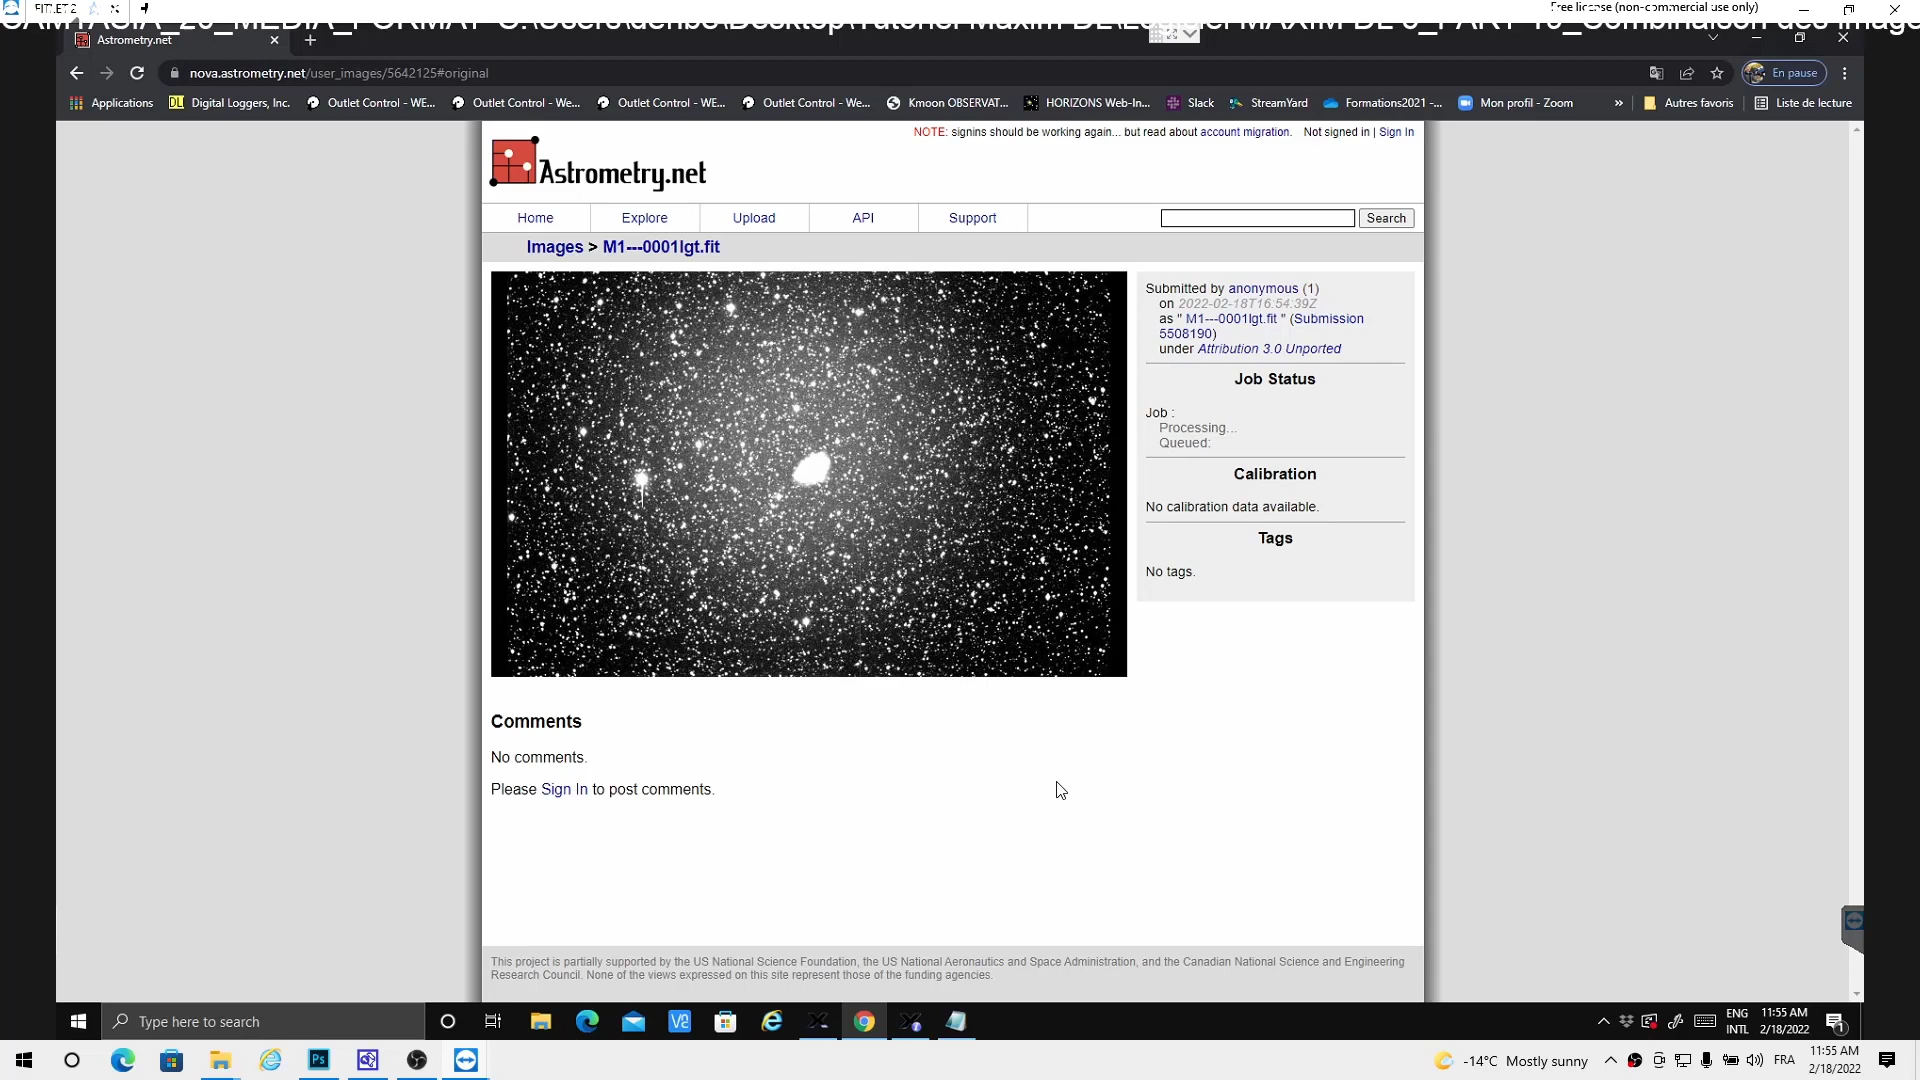 FITLET2
Free license (non-commercial use only)
Astrometry.net
nova.astrometry.net/user_images/5642125#original
En pause
Applications
Digital Loggers, Inc.
Outlet Control - WE...
Outlet Control - We...
Outlet Control - WE...
Outlet Control - We...
Kmoon OBSERVAT...
HORIZONS Web-In...
Slack
StreamYard
Formations2021 -...
Mon profil - Zoom
»
Autres favoris
Liste de lecture
NOTE: signins should be working again... but read about account migration. Not signed in | Sign In
Astrometry.net
Home
Explore
Upload
API
Support
Search
Images > M1---0001lgt.fit
Submitted by anonymous (1)
on 2022-02-18T16:54:39Z
as " M1---0001lgt.fit " (Submission
5508190)
under Attribution 3.0 Unported
Job Status
Job :
Processing...
Queued:
Calibration
No calibration data available.
Tags
No tags.
Comments
No comments.
Please Sign In to post comments.
This project is partially supported by the US National Science Foundation, the US National Aeronautics and Space Administration, and the Canadian National Science and Engineering
Research Council. None of the views expressed on this site represent those of the funding agencies.
Type here to search
ENG
INTL
11:55 AM
2/18/2022
1
-14°C Mostly sunny
FRA
11:55 AM
2/18/2022